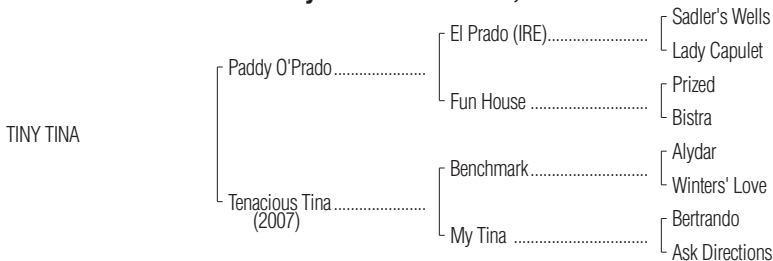 Sadler's Wells
El Prado (IRE)
Lady Capulet
Paddy O'Prado
Prized
Fun House
Bistra
TINY TINA
Alydar
Benchmark
Winters' Love
Tenacious Tina
(2007)
Bertrando
My Tina
Ask Directions